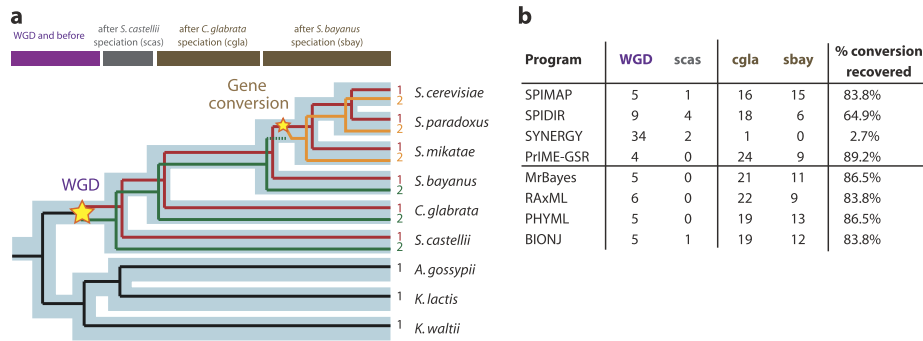 a
WGD and before
after S. castellii
speciation (scas)
after C. glabrata
speciation (cgla)
after S. bayanus
speciation (sbay)
Gene
conversion
WGD
1
2
S. cerevisiae
1
2
S. paradoxus
1
2
S. mikatae
1
2
S. bayanus
1
2
C. glabrata
1
2
S. castellii
1
A. gossypii
1
K. lactis
1
K. waltii
b
Program WGD scas cgla sbay % conversion recovered
SPIMAP 5 1 16 15 83.8%
SPIDIR 9 4 18 6 64.9%
SYNERGY 34 2 1 0 2.7%
PrIME-GSR 4 0 24 9 89.2%
MrBayes 5 0 21 11 86.5%
RAxML 6 0 22 9 83.8%
PHYML 5 0 19 13 86.5%
BIONJ 5 1 19 12 83.8%